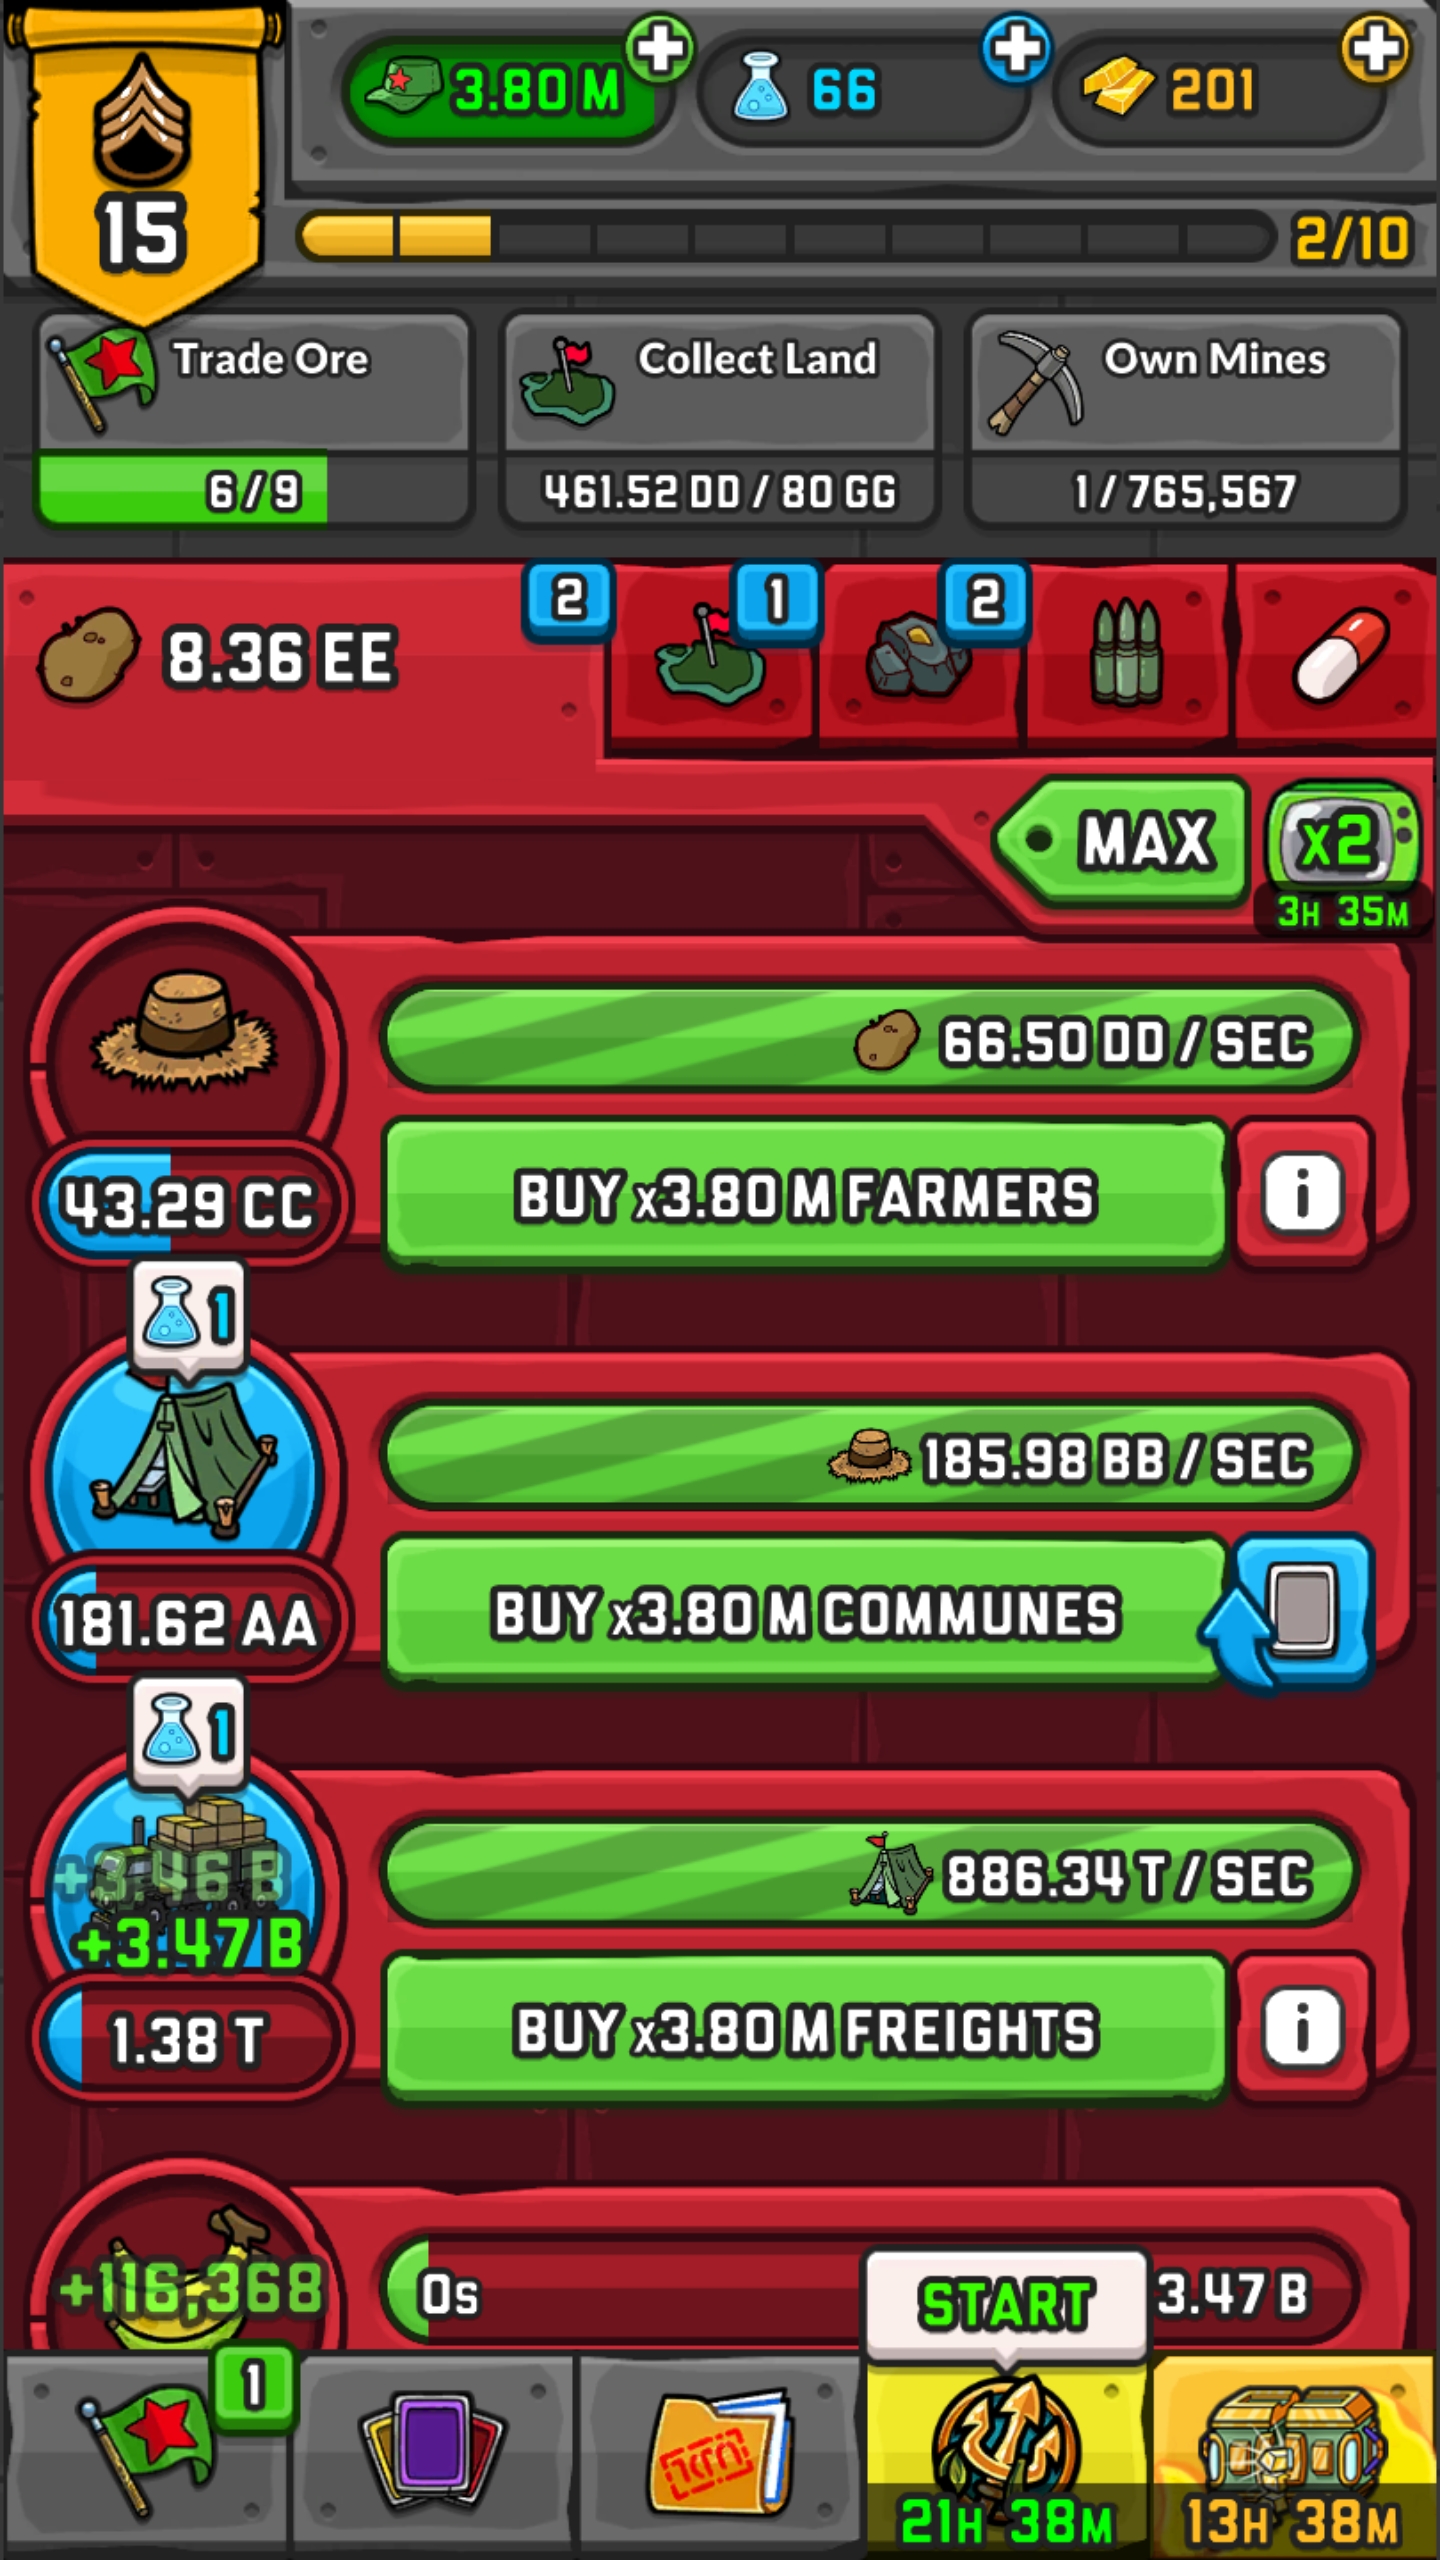 3.80 M
66
201
15
2/10
Trade Ore
Collect Land
Own Mines
6/9
461.52 DD / 80 GG
1 / 765,567
2
1
2
8.36 EE
MAX
x2
3H 35M
66.50 DD / SEC
43.29 CC
BUY x3.80 M FARMERS
i
1
185.98 BB / SEC
181.62 AA
BUY x3.80 M COMMUNES
1
+3.46 B
886.34 T / SEC
+3.47 B
1.38 T
BUY x3.80 M FREIGHTS
i
+116,368
0s
START
3.47 B
1
21H 38M
13H 38M